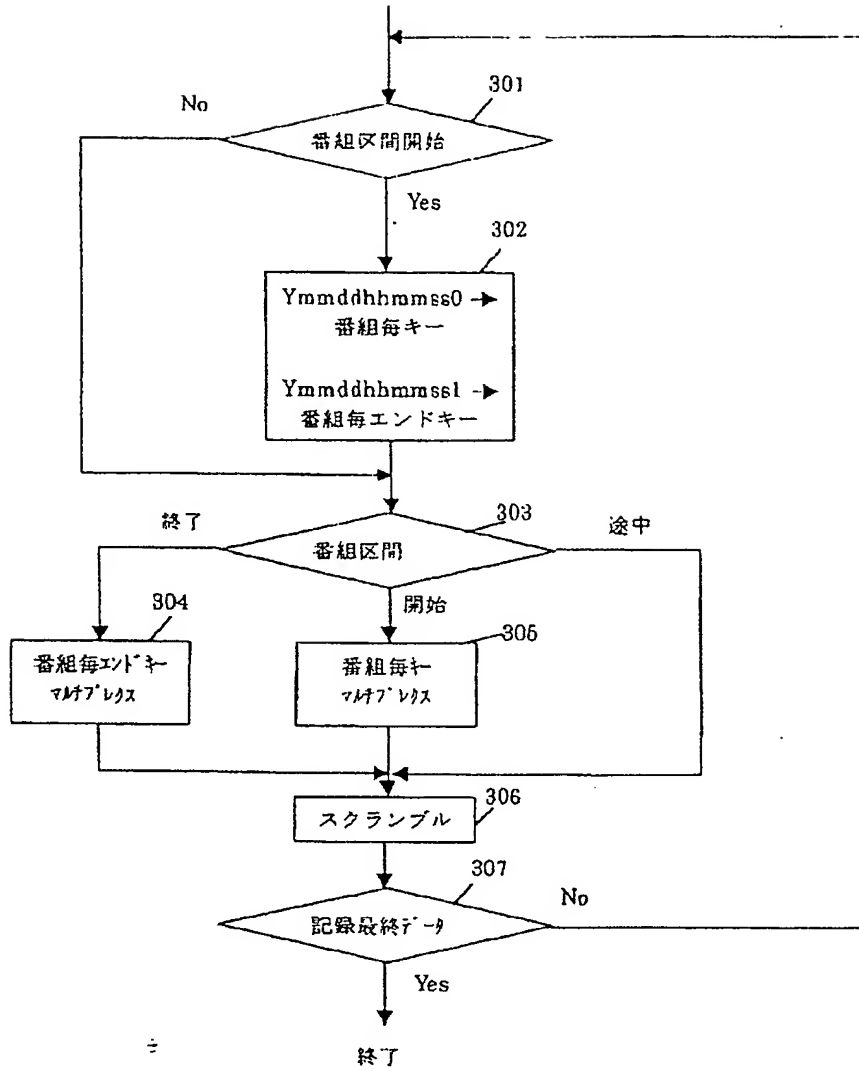 301
No
番組区間開始
Yes
302
Ymmddhhmmss0
番組毎キー
Ymmddhhmmss1
番組毎エンドキー
303
終了
途中
番組区間
開始
304
305
番組毎エンドキー
マルチプレクス
番組毎キー
マルチプレクス
スクランブル
306
307
記録最終データ
No
Yes
終了